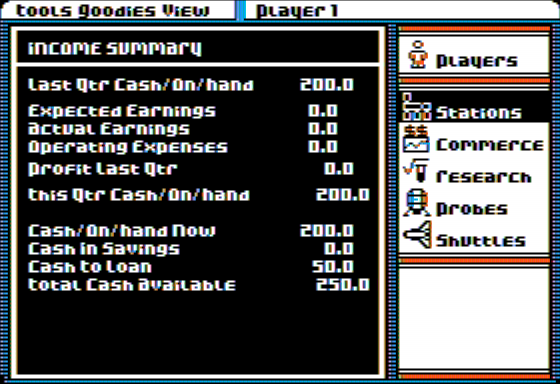 tools Goodies View Player 1
income summary
Last Qtr Cash/On/hand 200.0
Expected Earnings 0.0
Actual Earnings 0.0
Operating Expenses 0.0
Profit Last Qtr 0.0
this Qtr Cash/On/hand 200.0
Cash/On/hand Now 200.0
Cash in Savings 0.0
Cash to Loan 50.0
total Cash Available 250.0
Players
Stations
$$
Commerce
research
Probes
Shuttles